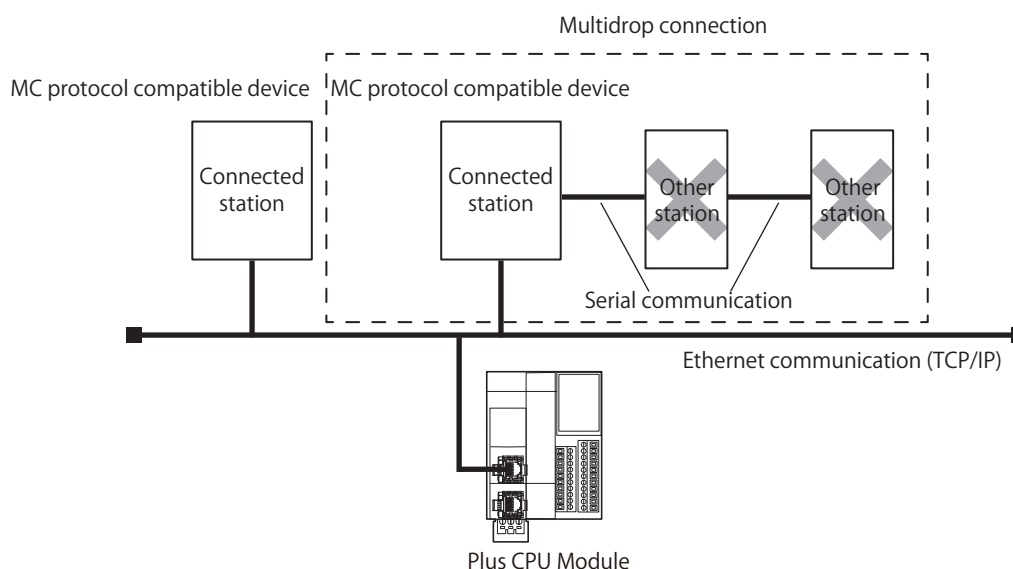 Multidrop connection
MC protocol compatible device
MC protocol compatible device
Connected
station
Connected
station
Other
station
Other
station
Serial communication
Ethernet communication (TCP/IP)
Plus CPU Module